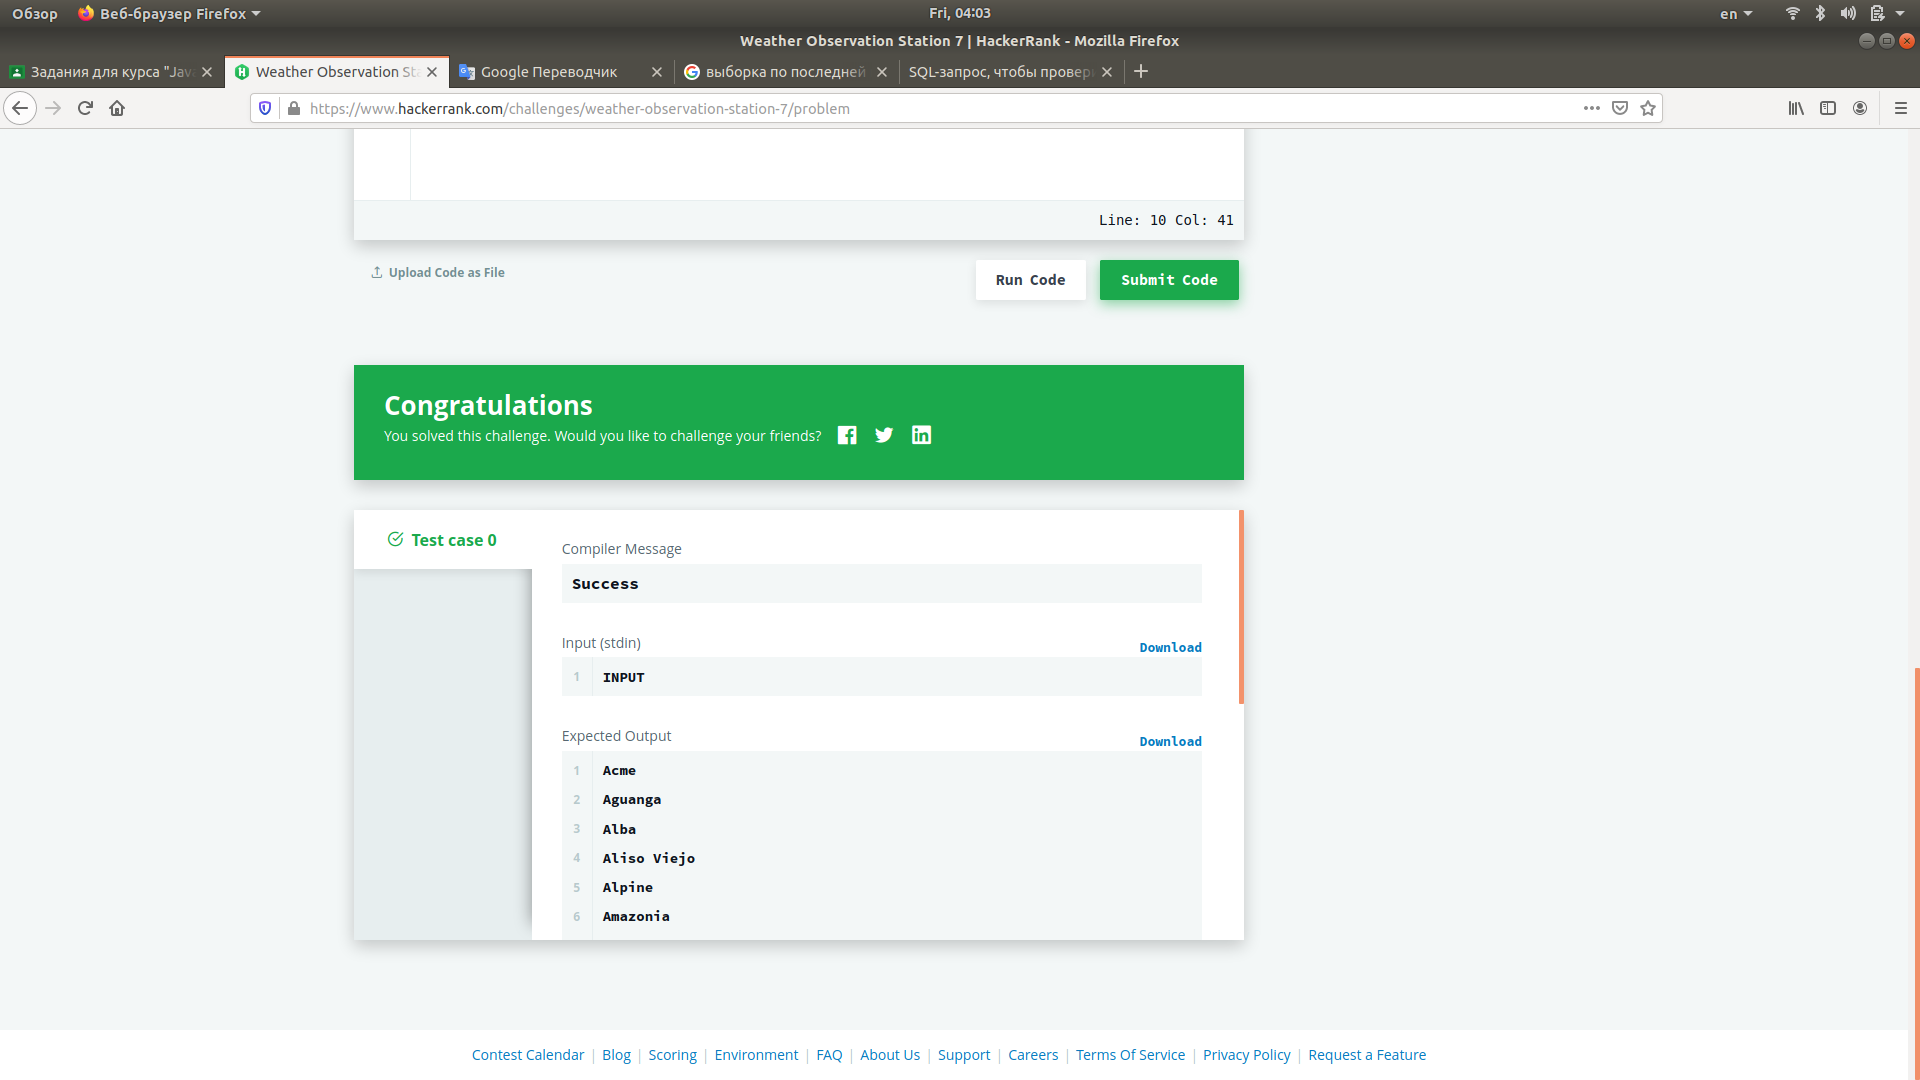 Обзор Веб-браузер Firefox Fri, 04:03 en
Weather Observation Station 7 | HackerRank - Mozilla Firefox
Задания для курса "Jav Weather Observation St Google Переводчик выборка по последней SQL-запрос, чтобы провер
https://www.hackerrank.com/challenges/weather-observation-station-7/problem
Line: 10 Col: 41
Upload Code as File Run Code Submit Code
Congratulations
You solved this challenge. Would you like to challenge your friends?
Test case 0
Compiler Message
Success
Input (stdin) Download
1 INPUT
Expected Output Download
1 Acme
2 Aguanga
3 Alba
4 Aliso Viejo
5 Alpine
6 Amazonia
Contest Calendar | Blog | Scoring | Environment | FAQ | About Us | Support | Careers | Terms Of Service | Privacy Policy | Request a Feature